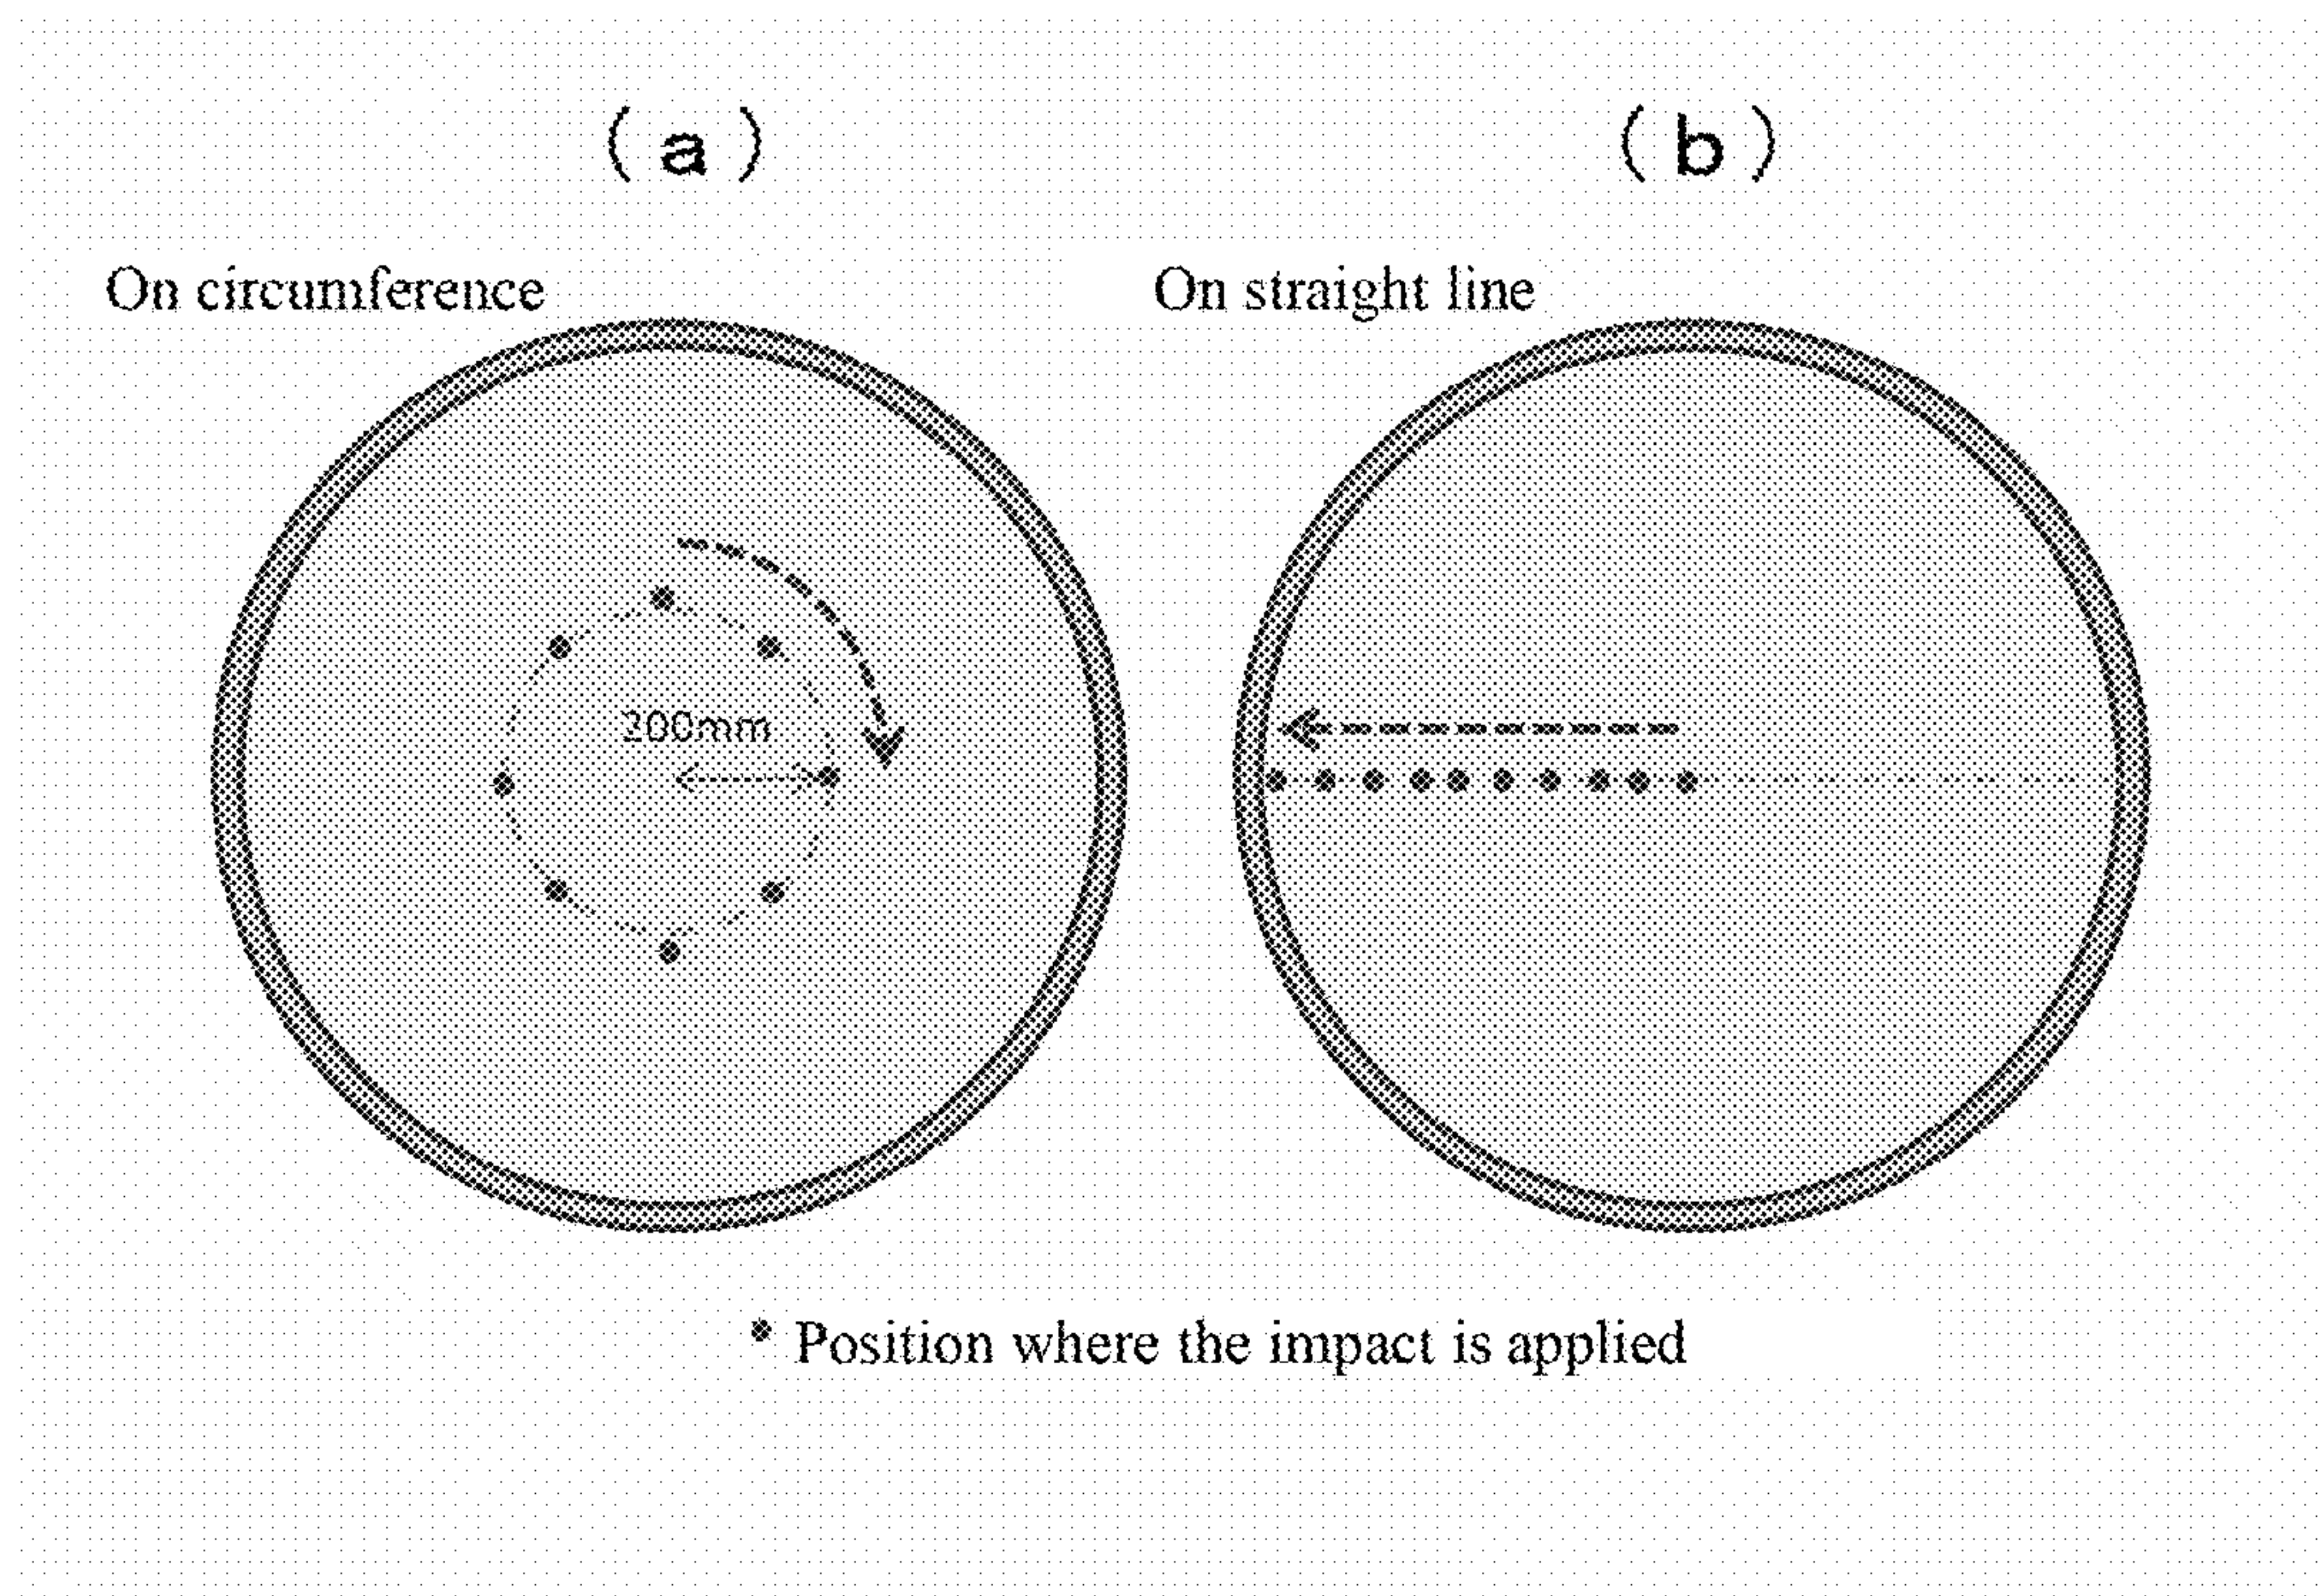 (a)
(b)
On circumference
On straight line
200mm
Position where the impact is applied